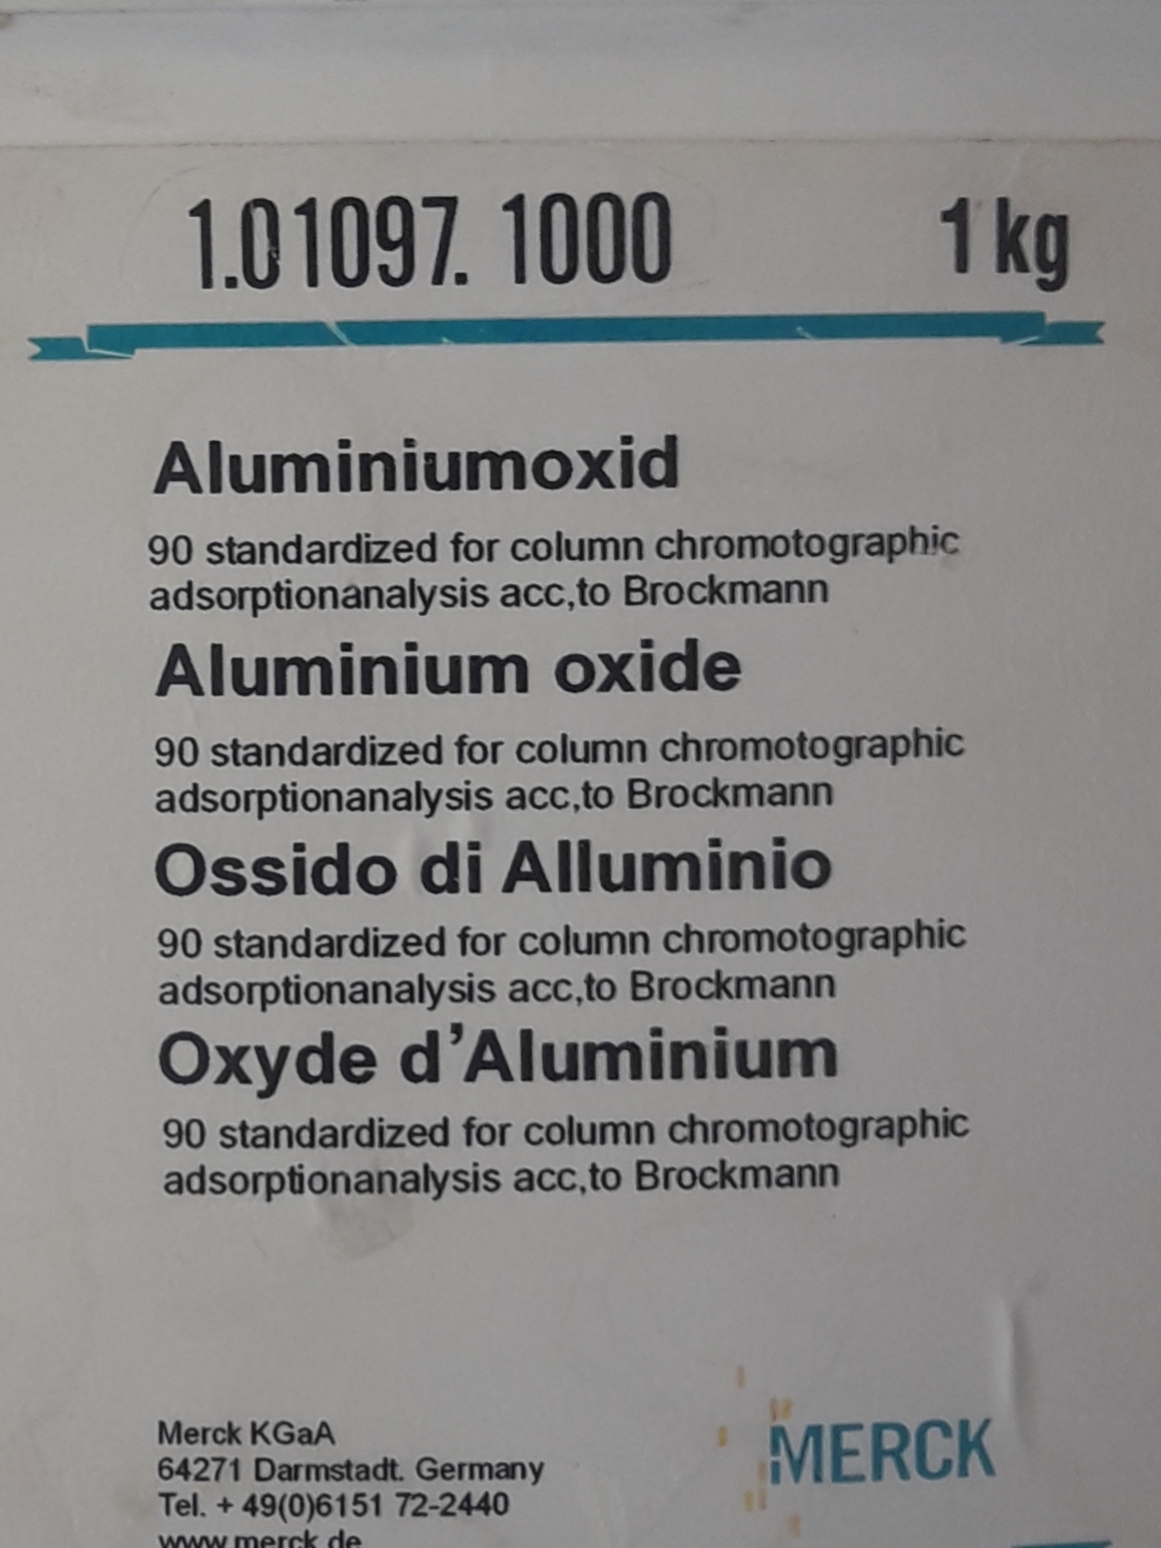 1.01097. 1000 1 kg
Aluminiumoxid
90 standardized for column chromotographic
adsorptionanalysis acc,to Brockmann
Aluminium oxide
90 standardized for column chromotographic
adsorptionanalysis acc,to Brockmann
Ossido di Alluminio
90 standardized for column chromotographic
adsorptionanalysis acc,to Brockmann
Oxyde d’Aluminium
90 standardized for column chromotographic
adsorptionanalysis acc,to Brockmann
Merck KGaA
64271 Darmstadt. Germany
Tel. + 49(0)6151 72-2440
www.merck.de
MERCK